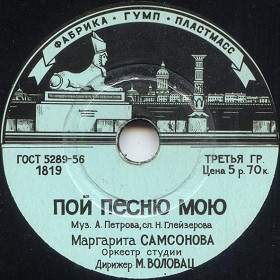 ФАБРИКА · ГУМП · ПЛАСТМАСС
ГОСТ 5289-56
1819
ТРЕТЬЯ ГР.
Цена 5 р. 70к.
ПОЙ ПЕСНЮ МОЮ
Муз. А. Петрова, сл. Н. Глейзерова
Маргарита САМСОНОВА
Оркестр студии
Дирижер М. ВОЛОВАЦ